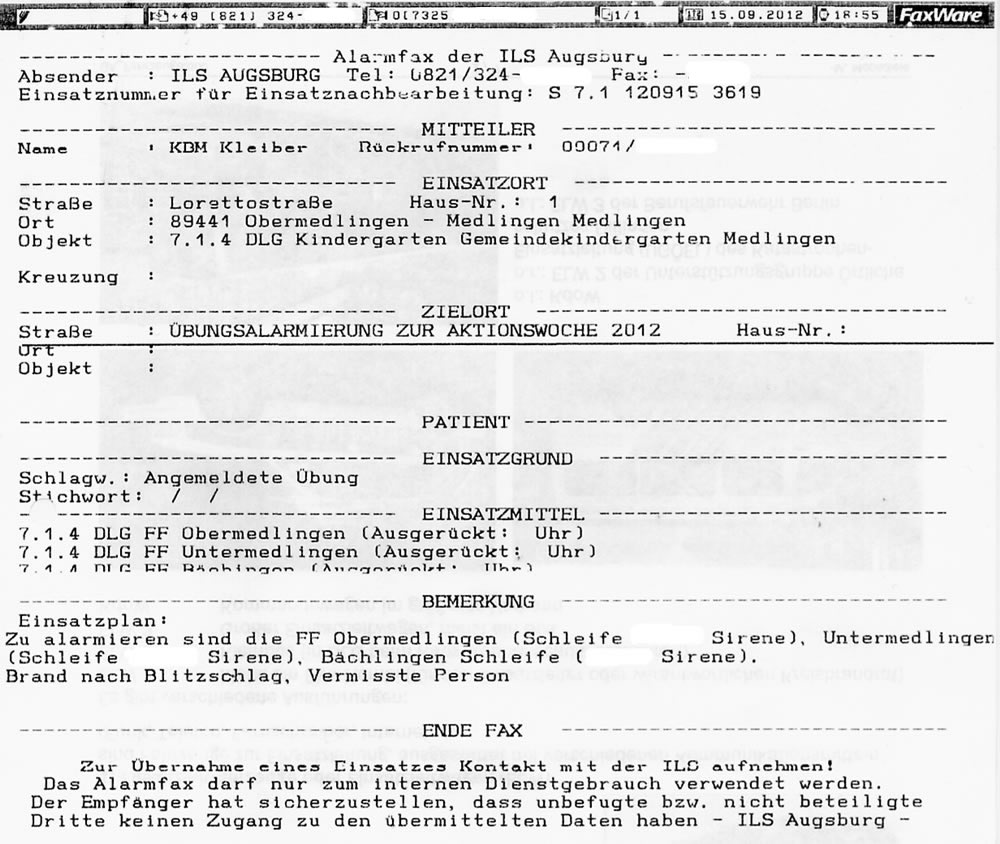 +49 (821) 324- 017325 1/1 15.09.2012 18:55 FaxWare
-------------------- Alarmfax der ILS Augsburg --------------------
Absender : ILS AUGSBURG Tel: 0821/324- Fax: -
Einsatznummer für Einsatznachbearbeitung: S 7.1 120915 3619
-------------------- MITTEILER --------------------
Name : KBM Kleiber Rückrufnummer: 00071/
-------------------- EINSATZORT --------------------
Straße : Lorettostraße Haus-Nr.: 1
Ort : 89441 Obermedlingen - Medlingen Medlingen
Objekt : 7.1.4 DLG Kindergarten Gemeindekindergarten Medlingen
Kreuzung :
-------------------- ZIELORT --------------------
Straße : ÜBUNGSALARMIERUNG ZUR AKTIONSWOCHE 2012 Haus-Nr.:
Ort :
Objekt :
-------------------- PATIENT --------------------
-------------------- EINSATZGRUND --------------------
Schlagw.: Angemeldete Übung
Stichwort: / /
-------------------- EINSATZMITTEL --------------------
7.1.4 DLG FF Obermedlingen (Ausgerückt: Uhr)
7.1.4 DLG FF Untermedlingen (Ausgerückt: Uhr)
7.1.4 DLG FF Bächingen (Ausgerückt: Uhr)
-------------------- BEMERKUNG --------------------
Einsatzplan:
Zu alarmieren sind die FF Obermedlingen (Schleife Sirene), Untermedlingen
(Schleife Sirene), Bächingen Schleife ( Sirene).
Brand nach Blitzschlag, Vermisste Person
-------------------- ENDE FAX --------------------
Zur Übernahme eines Einsatzes Kontakt mit der ILS aufnehmen!
Das Alarmfax darf nur zum internen Dienstgebrauch verwendet werden.
Der Empfänger hat sicherzustellen, dass unbefugte bzw. nicht beteiligte
Dritte keinen Zugang zu den übermittelten Daten haben - ILS Augsburg -